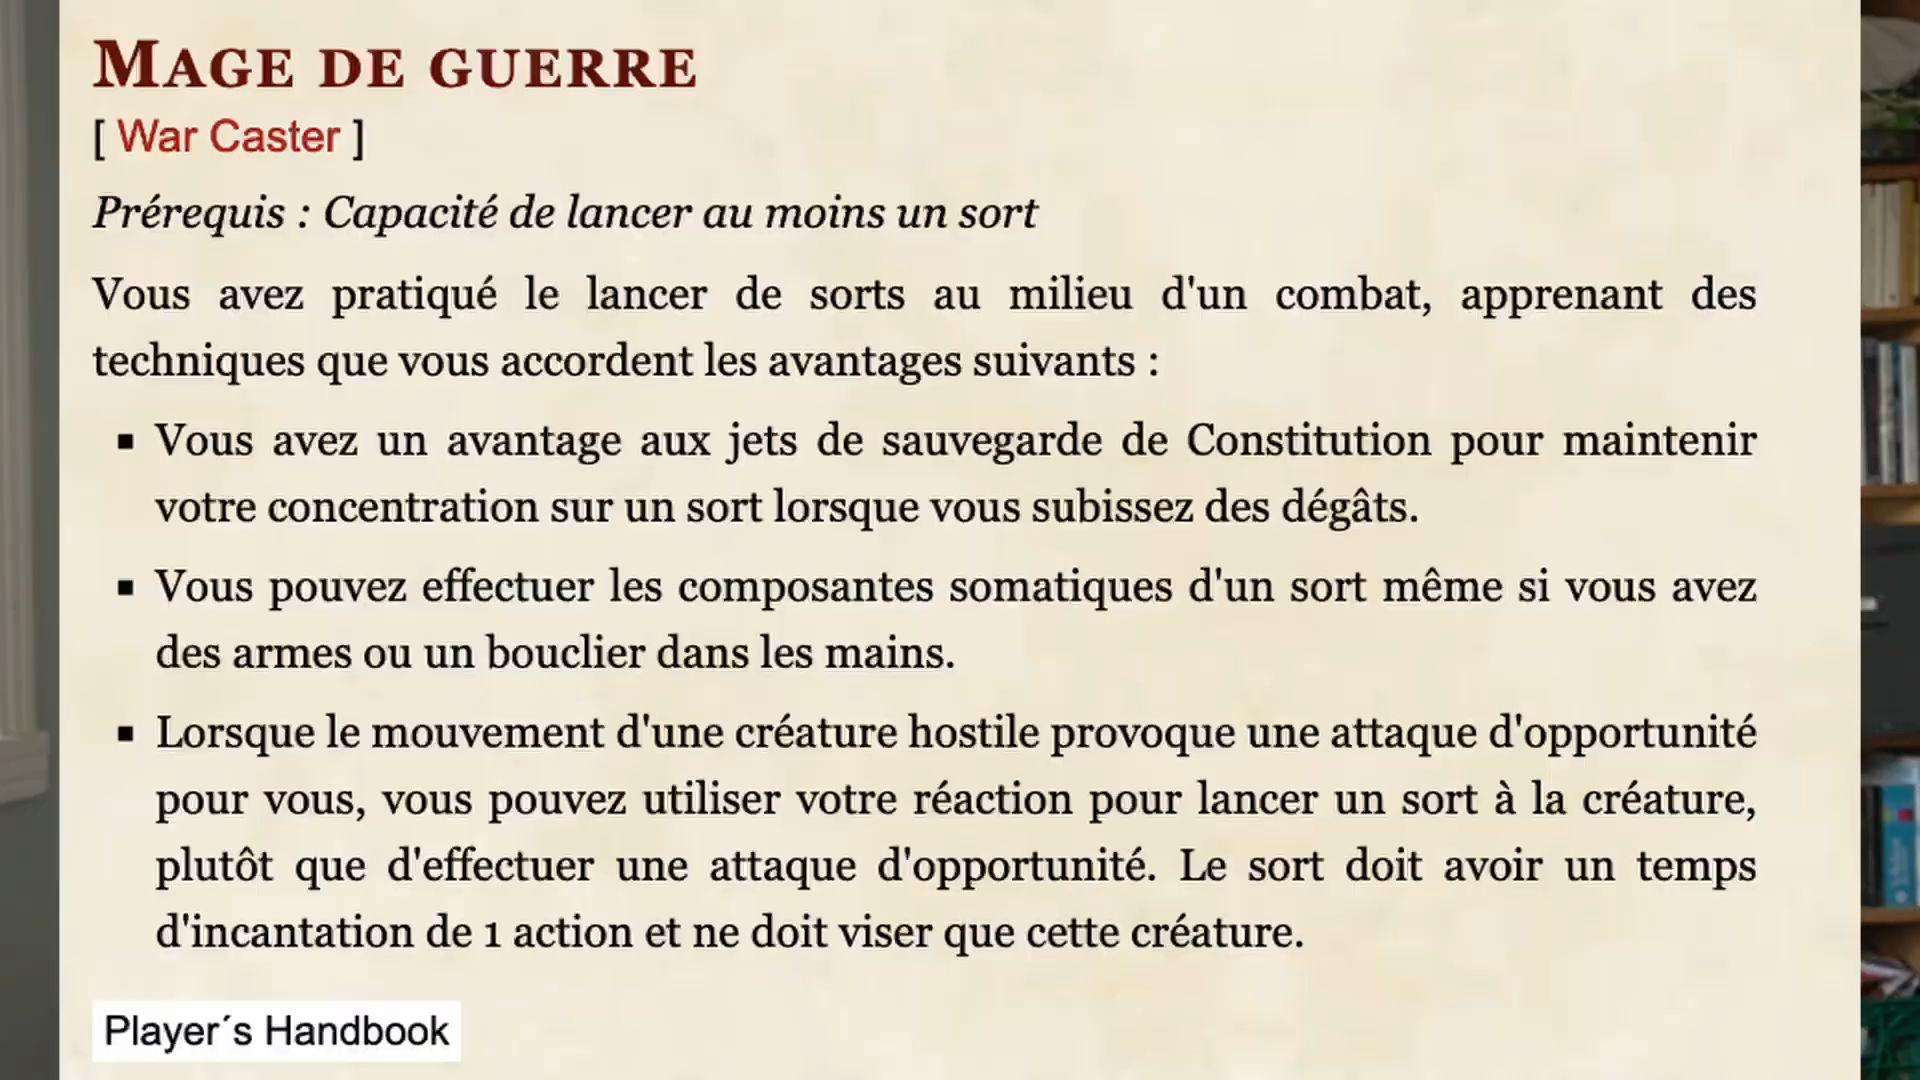 MAGE DE GUERRE
[ War Caster ]
Prérequis : Capacité de lancer au moins un sort
Vous avez pratiqué le lancer de sorts au milieu d'un combat, apprenant des
techniques que vous accordent les avantages suivants :
▪ Vous avez un avantage aux jets de sauvegarde de Constitution pour maintenir
votre concentration sur un sort lorsque vous subissez des dégâts.
▪ Vous pouvez effectuer les composantes somatiques d'un sort même si vous avez
des armes ou un bouclier dans les mains.
▪ Lorsque le mouvement d'une créature hostile provoque une attaque d'opportunité
pour vous, vous pouvez utiliser votre réaction pour lancer un sort à la créature,
plutôt que d'effectuer une attaque d'opportunité. Le sort doit avoir un temps
d'incantation de 1 action et ne doit viser que cette créature.
Player´s Handbook